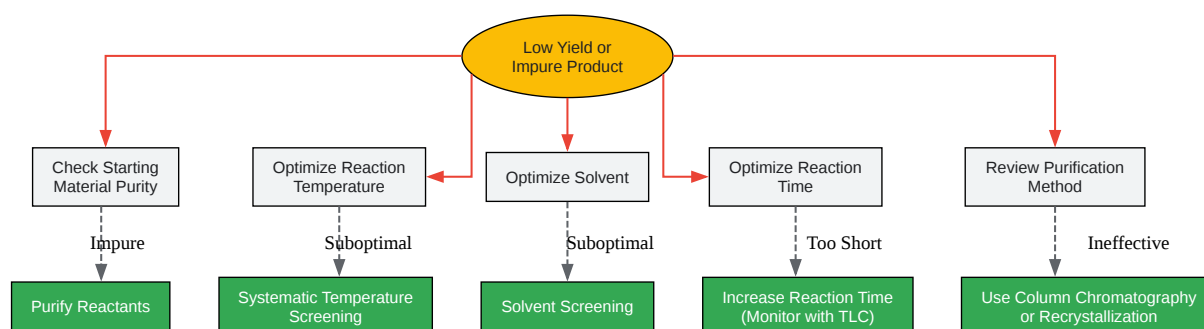 Low Yield or
Impure Product
Check Starting
Material Purity
Optimize Reaction
Temperature
Optimize Solvent
Optimize Reaction
Time
Review Purification
Method
Impure
Suboptimal
Suboptimal
Too Short
Ineffective
Purify Reactants
Systematic Temperature
Screening
Solvent Screening
Increase Reaction Time
(Monitor with TLC)
Use Column Chromatography
or Recrystallization